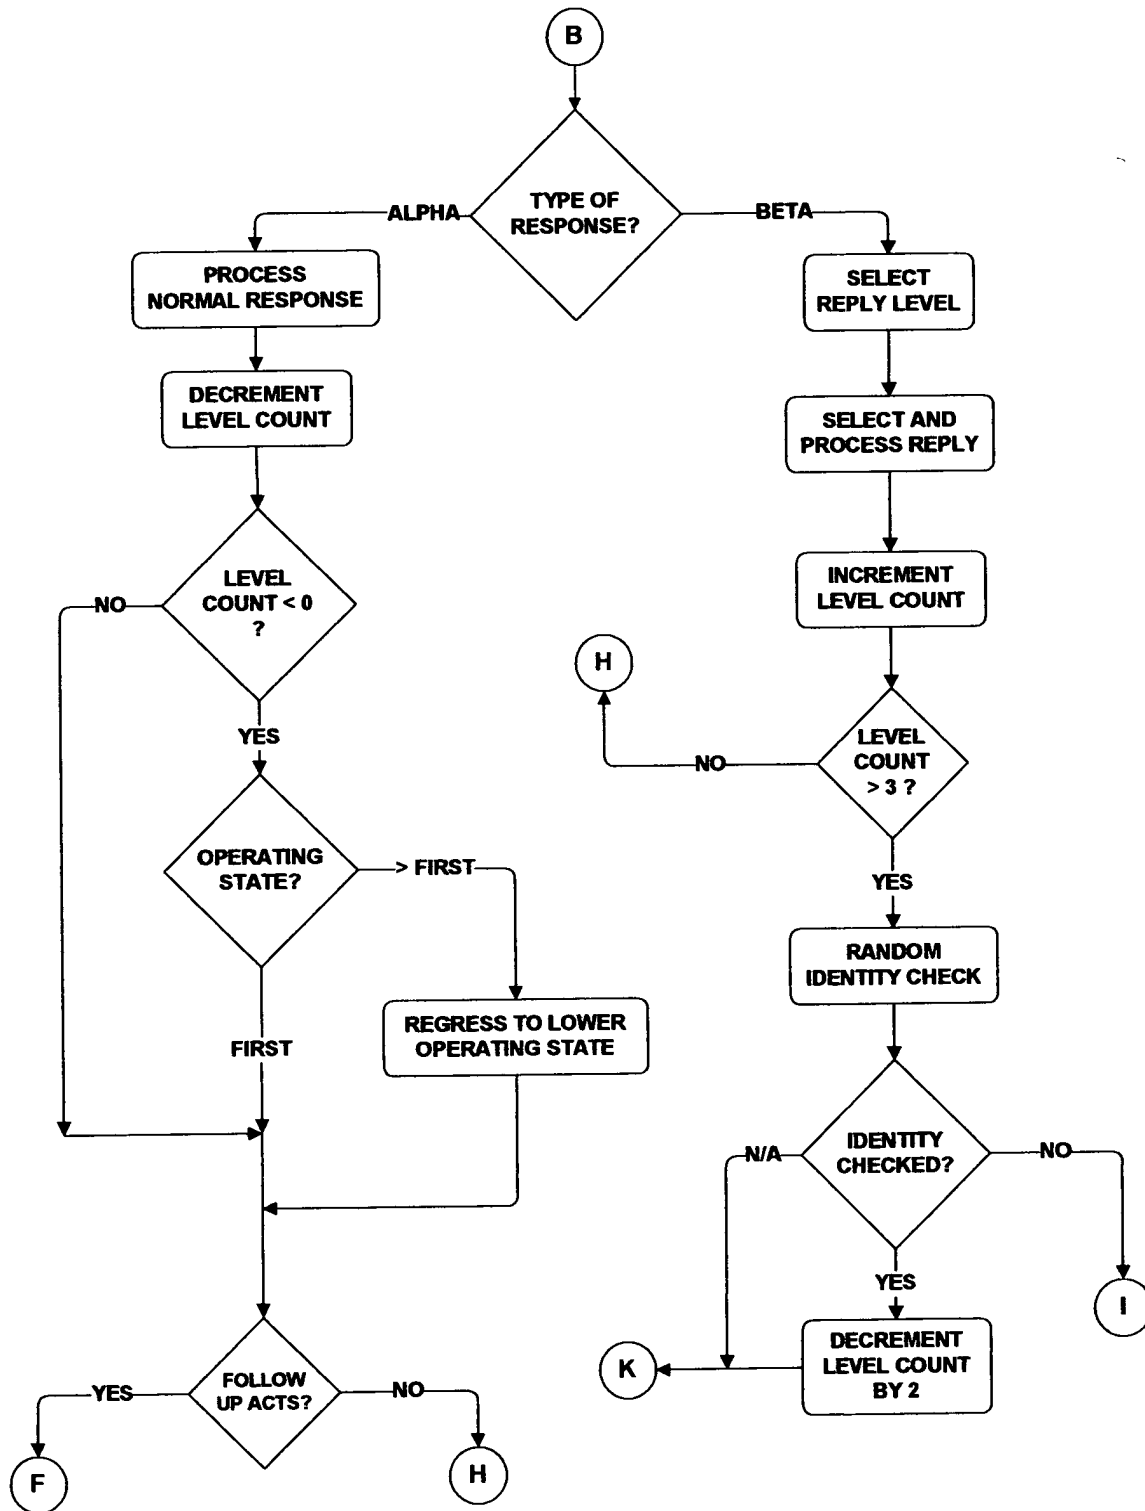 B
TYPE OF
RESPONSE?
ALPHA
BETA
PROCESS
NORMAL RESPONSE
SELECT
REPLY LEVEL
DECREMENT
LEVEL COUNT
SELECT AND
PROCESS REPLY
LEVEL
COUNT < 0
?
NO
YES
INCREMENT
LEVEL COUNT
H
LEVEL
COUNT
> 3 ?
NO
YES
OPERATING
STATE?
> FIRST
FIRST
REGRESS TO LOWER
OPERATING STATE
RANDOM
IDENTITY CHECK
IDENTITY
CHECKED?
N/A
NO
YES
I
DECREMENT
LEVEL COUNT
BY 2
K
FOLLOW
UP ACTS?
YES
NO
F
H